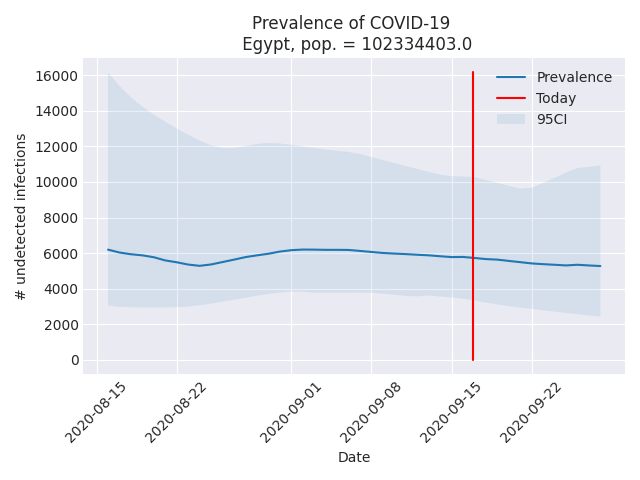 Prevalence of COVID-19
Egypt, pop. = 102334403.0
# undetected infections
16000
14000
12000
10000
8000
6000
4000
2000
0
Prevalence
Today
95CI
2020-08-15
2020-08-22
2020-09-01
2020-09-08
2020-09-15
2020-09-22
Date